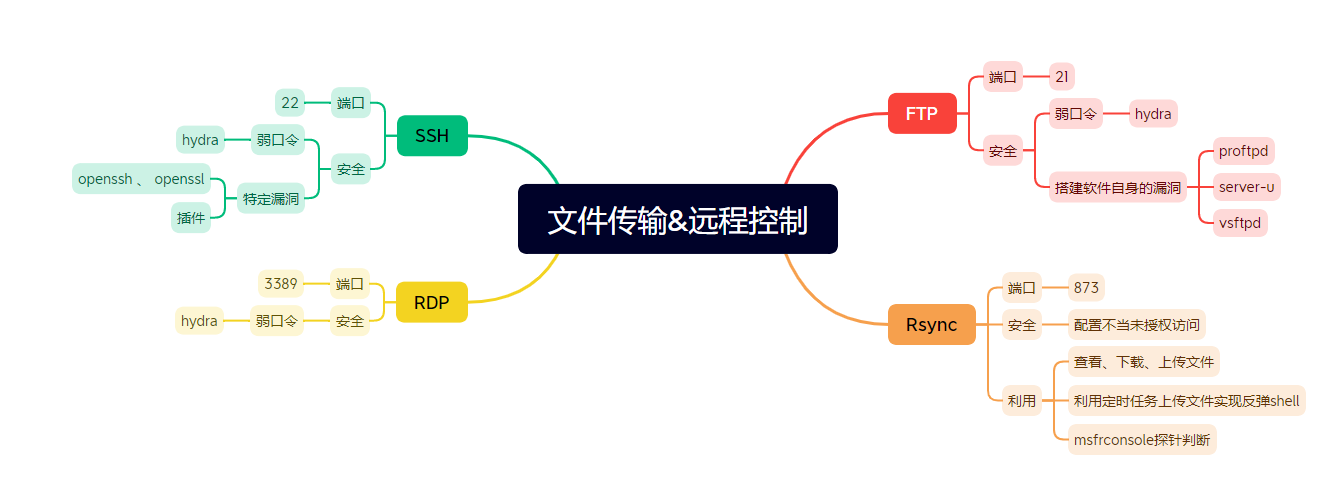 文件传输&远程控制
FTP
端口
21
安全
弱口令
hydra
搭建软件自身的漏洞
proftpd
server-u
vsftpd
Rsync
端口
873
安全
配置不当未授权访问
利用
查看、下载、上传文件
利用定时任务上传文件实现反弹shell
msfrconsole探针判断
SSH
端口
22
安全
弱口令
hydra
特定漏洞
openssh 、 openssl
插件
RDP
端口
3389
安全
弱口令
hydra